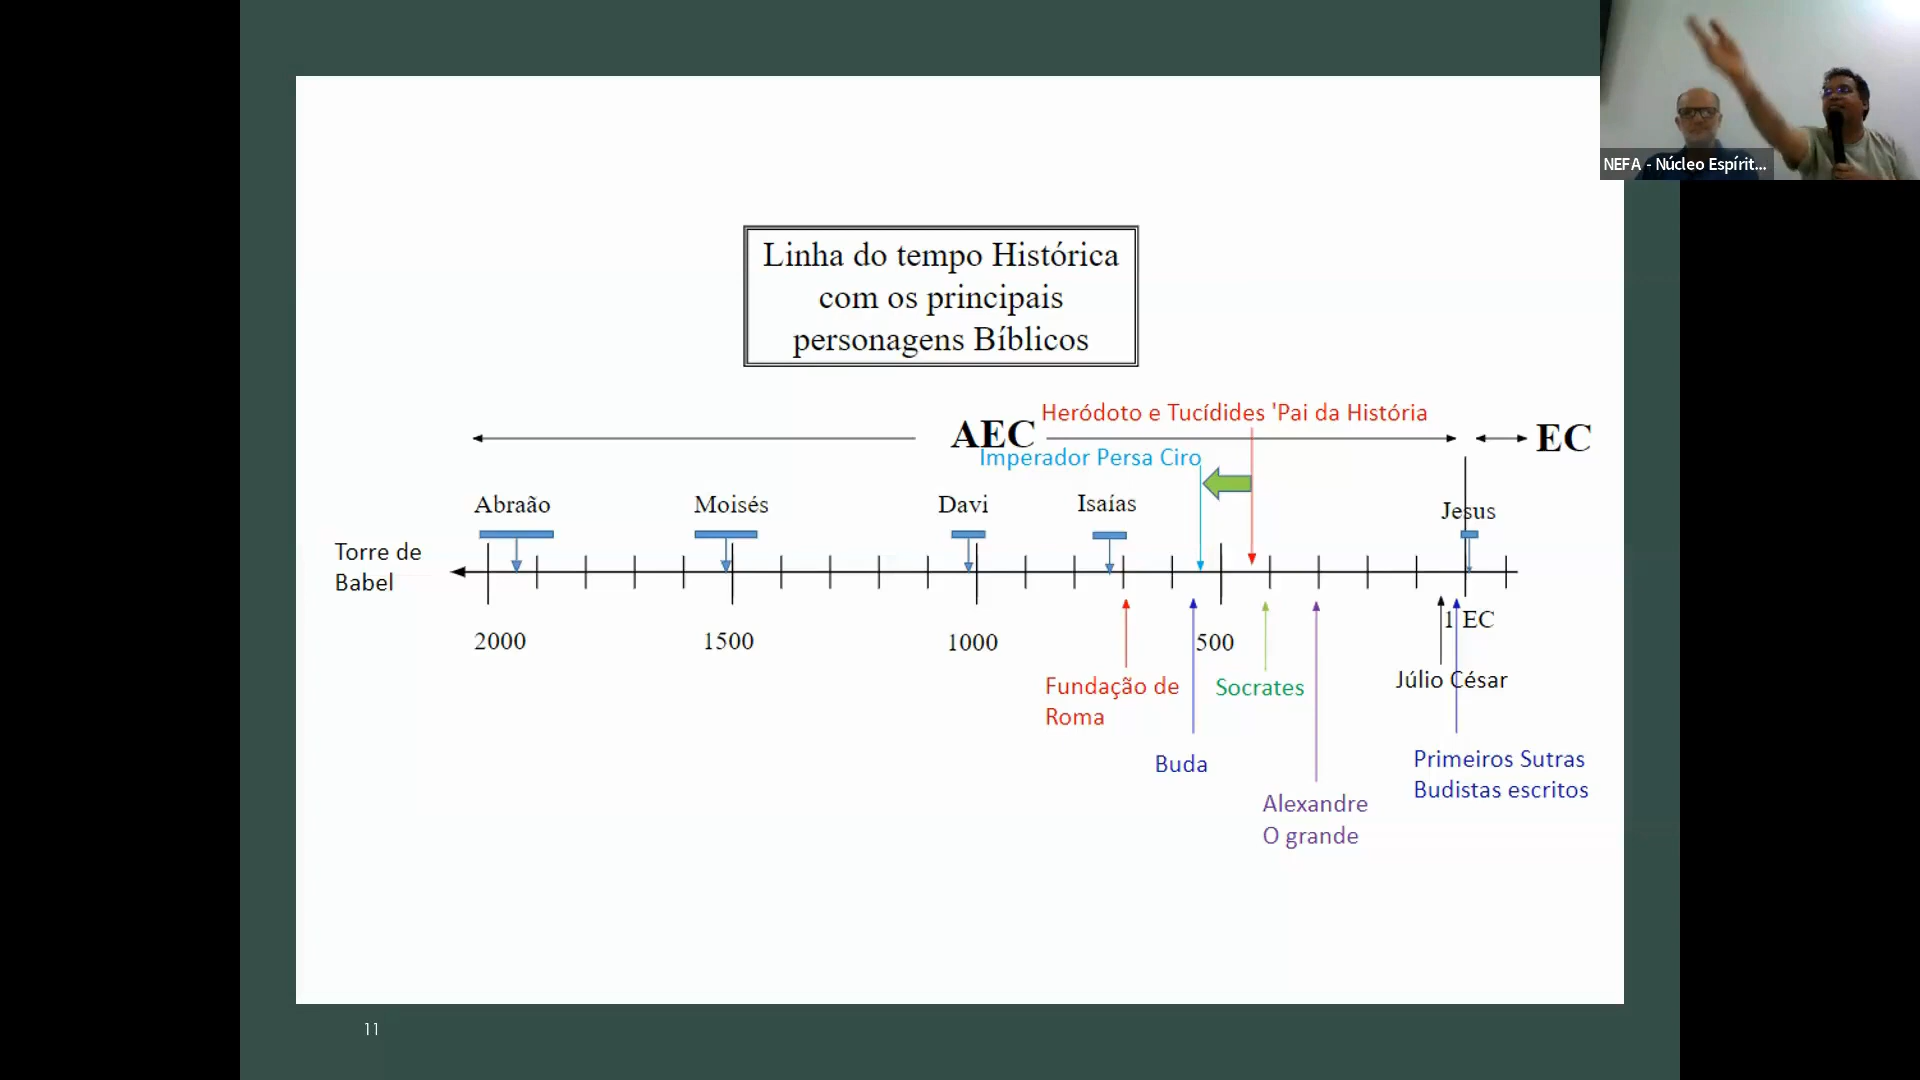 NEFA - Núcleo Espírit...
Linha do tempo Histórica
com os principais
personagens Bíblicos
Heródoto e Tucídides 'Pai da História
AEC
EC
Imperador Persa Ciro
Abraão
Moisés
Davi
Isaías
Jesus
Torre de
Babel
1 EC
2000
1500
1000
500
Fundação de
Roma
Socrates
Júlio César
Buda
Primeiros Sutras
Budistas escritos
Alexandre
O grande
11